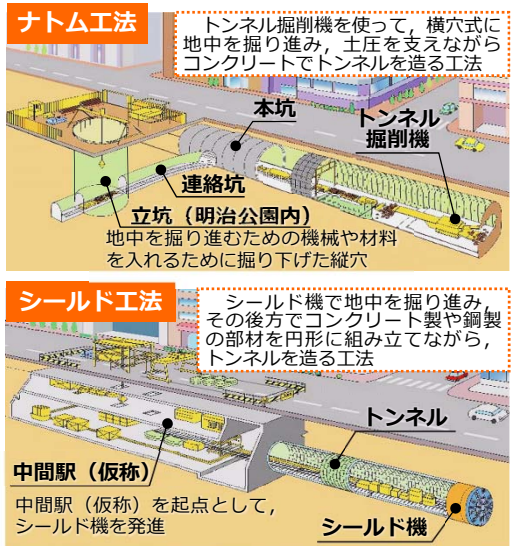 ナトム工法
トンネル掘削機を使って，横穴式に
地中を掘り進み，土圧を支えながら
コンクリートでトンネルを造る工法
本坑
トンネル
掘削機
連絡坑
立坑（明治公園内）
地中を掘り進むための機械や材料
を入れるために掘り下げた縦穴
シールド工法
シールド機で地中を掘り進み，
その後方でコンクリート製や鋼製
の部材を円形に組み立てながら，
トンネルを造る工法
トンネル
中間駅（仮称）
中間駅（仮称）を起点として，
シールド機を発進
シールド機